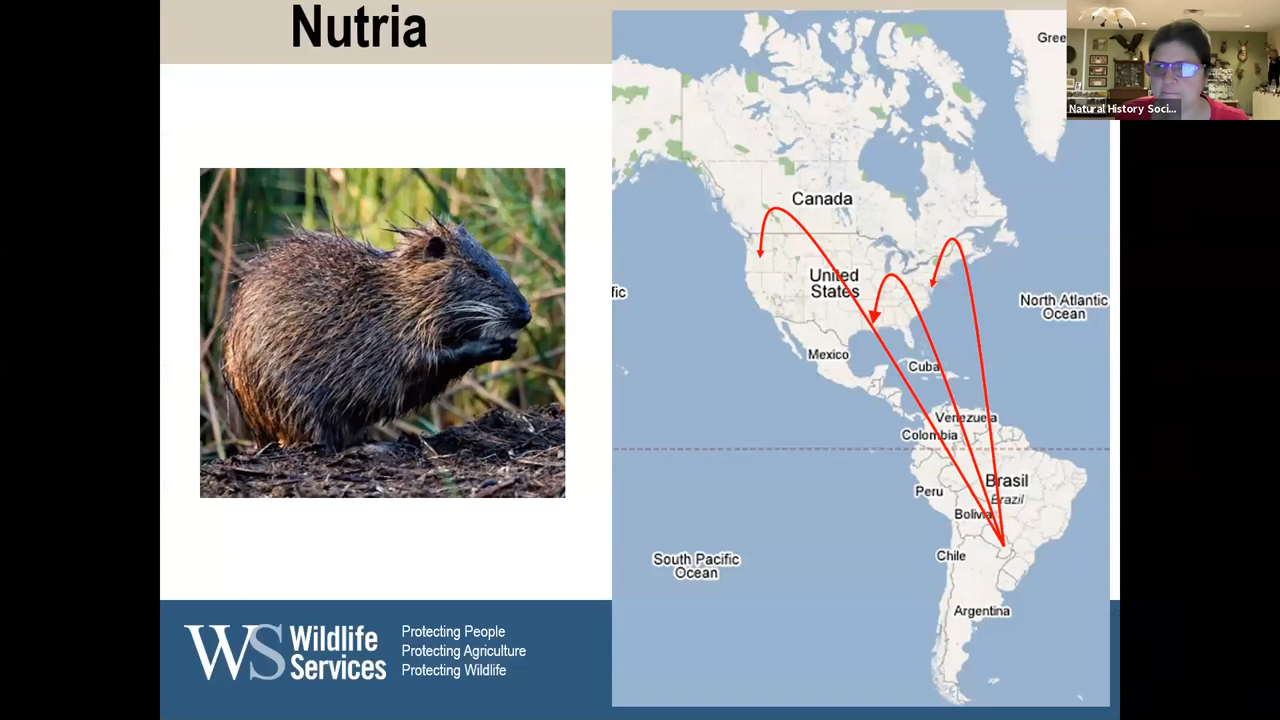 Nutria
Gree
Natural History Soci...
Canada
United
States
fic
North Atlantic
Ocean
Mexico
Cuba
Venezuela
Colombia
Brasil
Brazil
Peru
Bolivia
Chile
South Pacific
Ocean
Argentina
WS Wildlife
Services
Protecting People
Protecting Agriculture
Protecting Wildlife